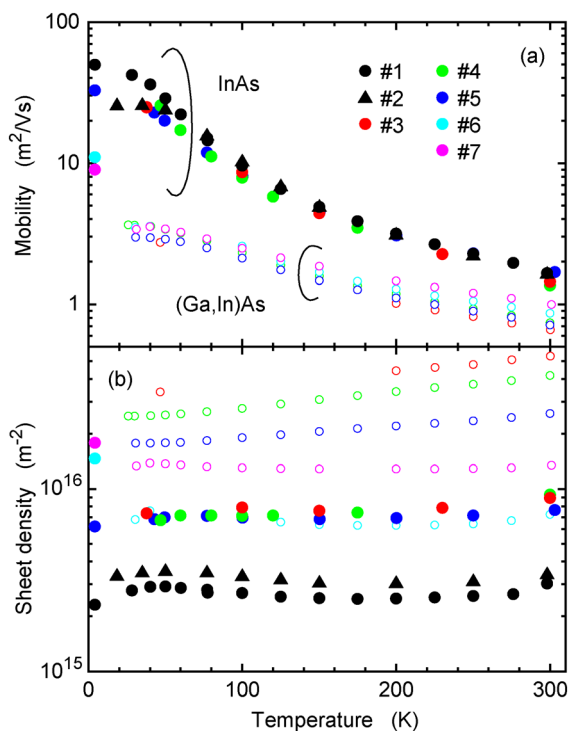 100
(a)
InAs
#1
#4
#2
#5
#3
#6
#7
10
Mobility (m²/Vs)
1
(Ga,In)As
(b)
Sheet density (m⁻²)
10¹⁶
10¹⁵
0 100 200 300
Temperature (K)